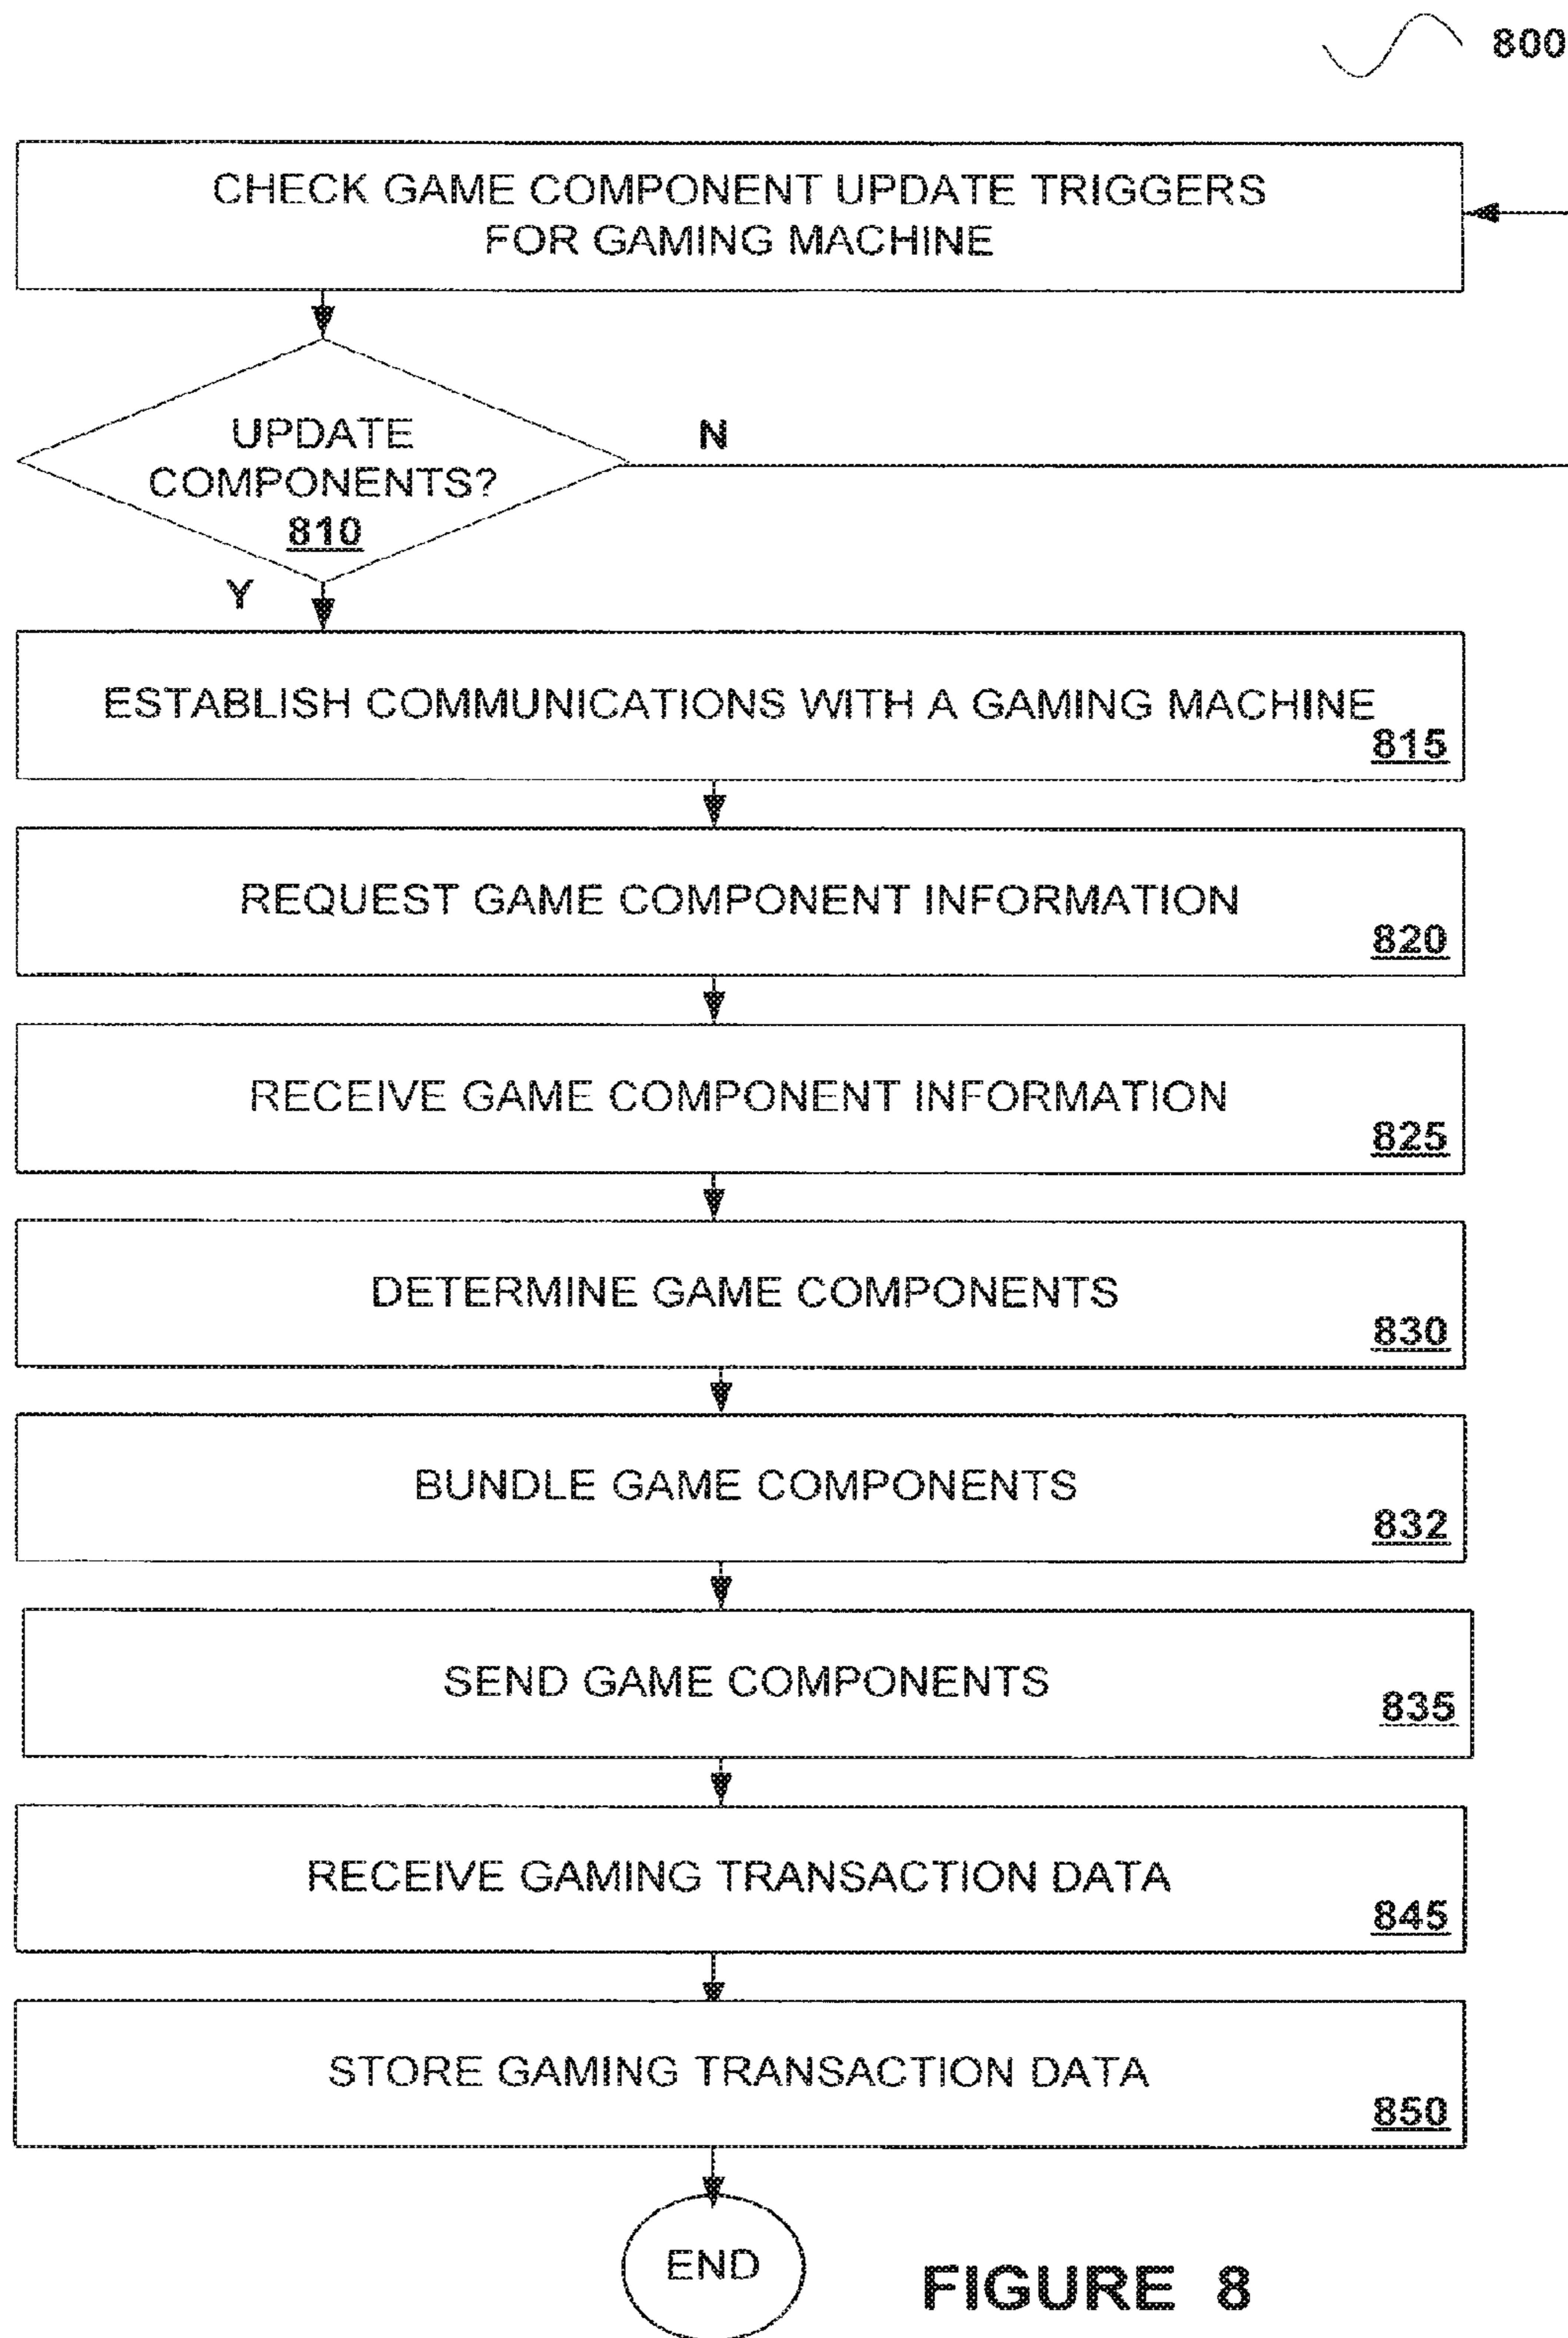 800
CHECK GAME COMPONENT UPDATE TRIGGERS
FOR GAMING MACHINE
UPDATE
COMPONENTS?
810
N
Y
ESTABLISH COMMUNICATIONS WITH A GAMING MACHINE
815
REQUEST GAME COMPONENT INFORMATION
820
RECEIVE GAME COMPONENT INFORMATION
825
DETERMINE GAME COMPONENTS
830
BUNDLE GAME COMPONENTS
832
SEND GAME COMPONENTS
835
RECEIVE GAMING TRANSACTION DATA
845
STORE GAMING TRANSACTION DATA
850
END
FIGURE 8